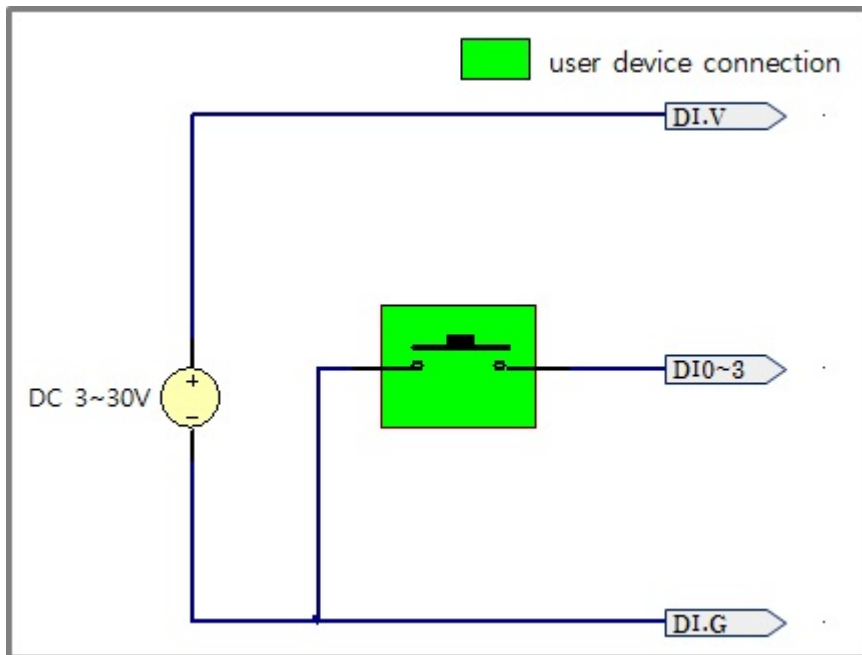 user device connection
DI.V
DI0~3
DC 3~30V
DI.G